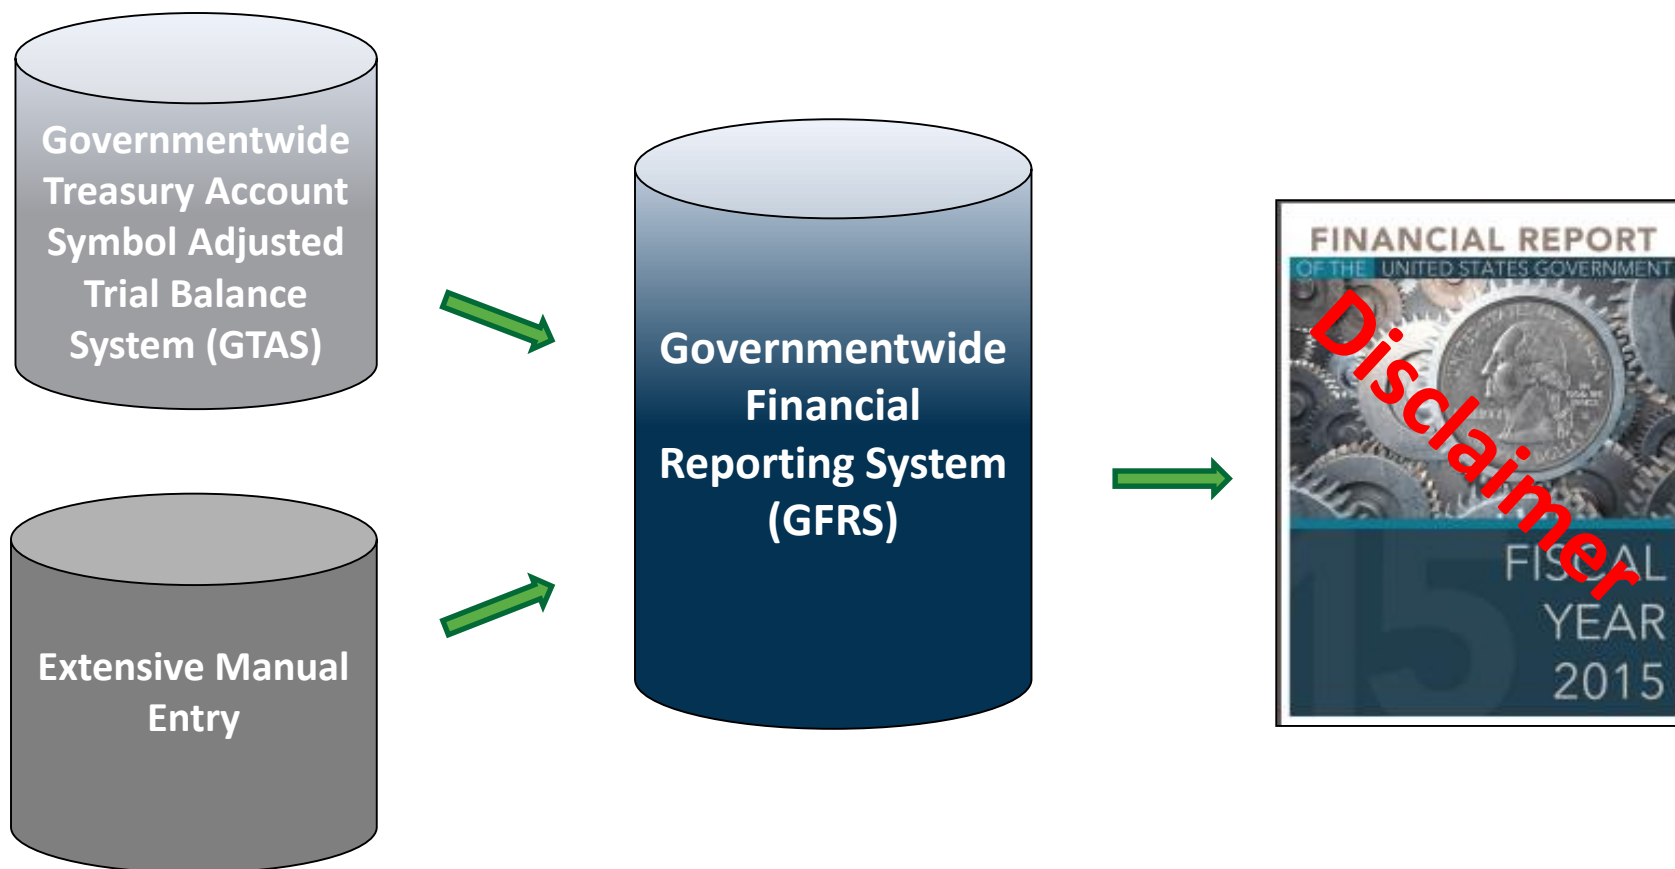 Governmentwide
Treasury Account
Symbol Adjusted
Trial Balance
System (GTAS)
Extensive Manual
Entry
Governmentwide
Financial
Reporting System
(GFRS)
FINANCIAL REPORT
OF THE UNITED STATES GOVERNMENT
Disclaimer
15
FISCAL
YEAR
2015